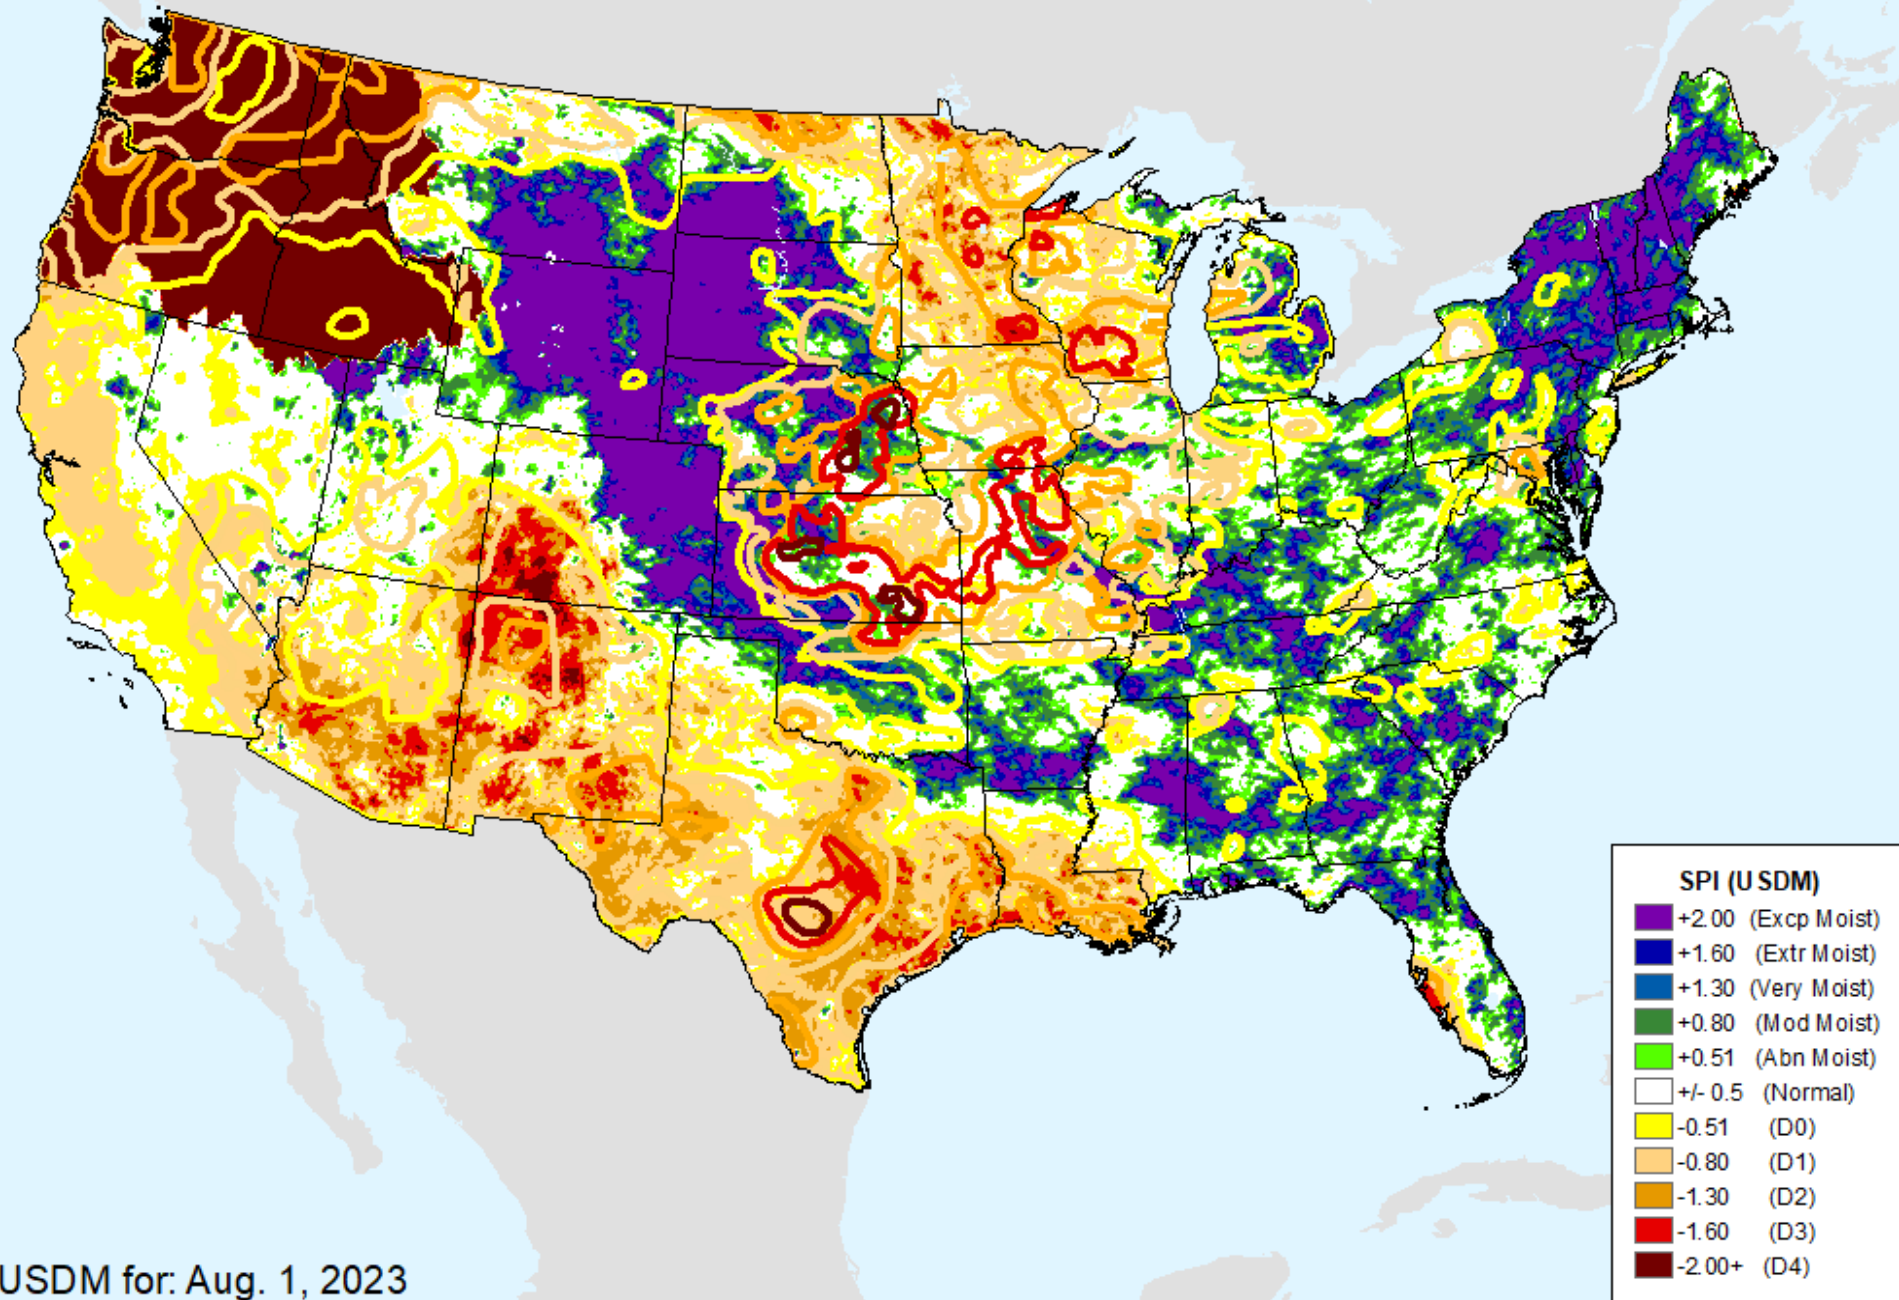 SPI (USDM)
+2.00 (Excp Moist)
+1.60 (Extr Moist)
+1.30 (Very Moist)
+0.80 (Mod Moist)
+0.51 (Abn Moist)
+/- 0.5 (Normal)
-0.51 (D0)
-0.80 (D1)
-1.30 (D2)
-1.60 (D3)
-2.00+ (D4)
USDM for: Aug. 1, 2023